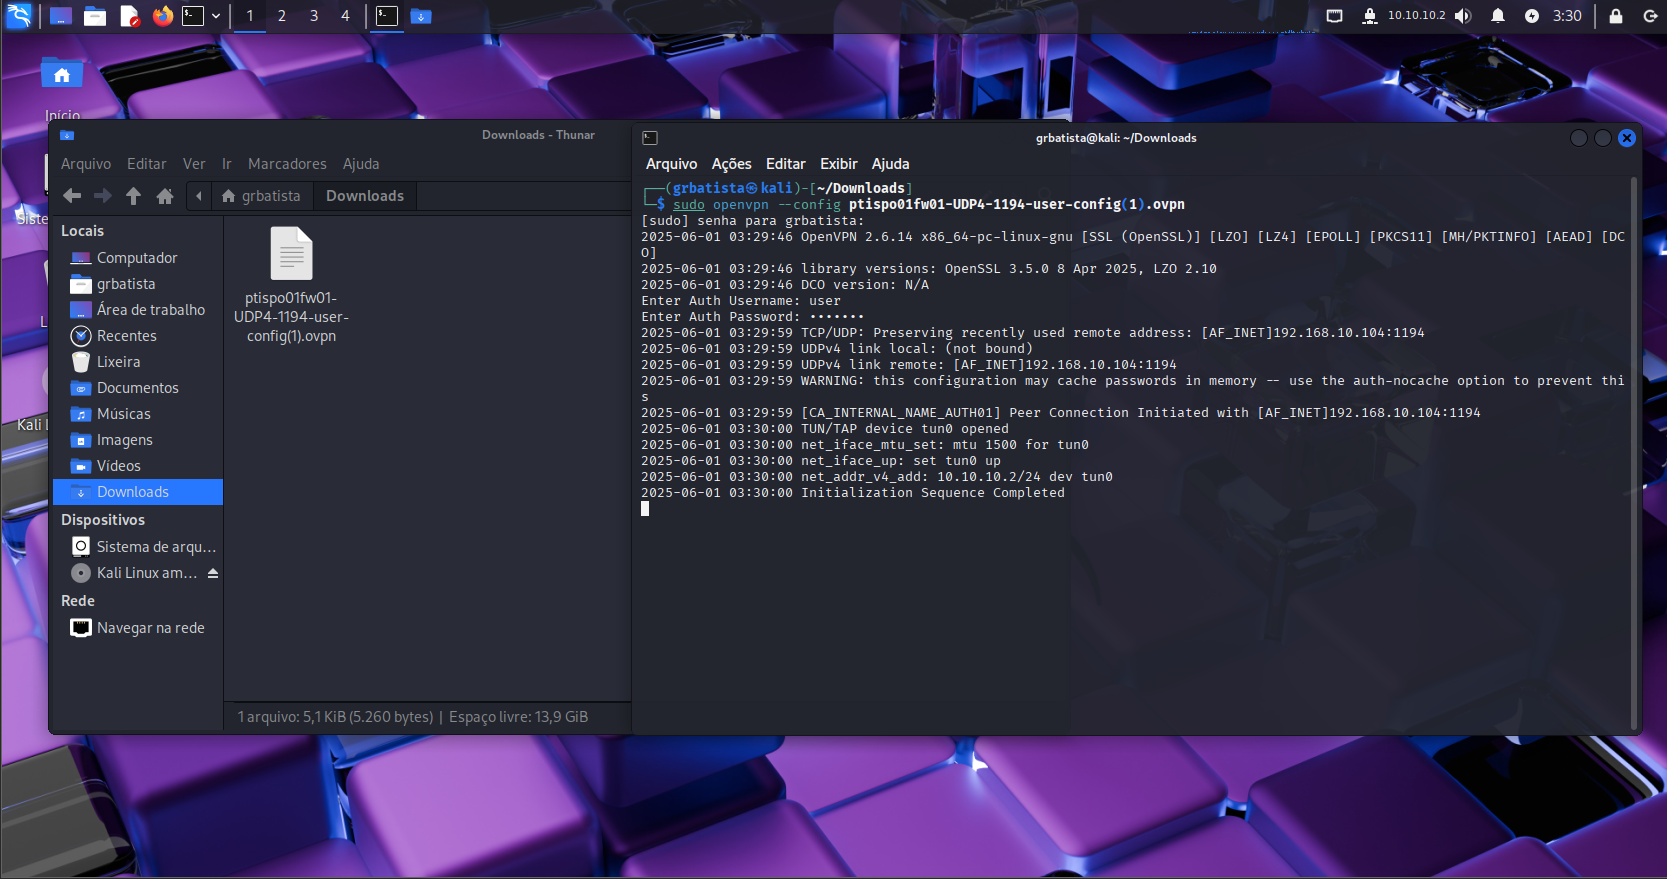 1 2 3 4
10.10.10.2 3:30
Início
Downloads - Thunar
Arquivo Editar Ver Ir Marcadores Ajuda
grbatista Downloads
Locais
Computador
grbatista
Área de trabalho
Recentes
Lixeira
Documentos
Músicas
Imagens
Vídeos
Downloads
Dispositivos
Sistema de arqu...
Kali Linux am...
Rede
Navegar na rede
Siste
L
Kali l
ptispo01fw01-
UDP4-1194-user-
config(1).ovpn
1 arquivo: 5,1 KiB (5.260 bytes) | Espaço livre: 13,9 GiB
grbatista@kali: ~/Downloads
Arquivo Ações Editar Exibir Ajuda
┌──(grbatista㉿kali)-[~/Downloads]
└─$ sudo openvpn --config ptispo01fw01-UDP4-1194-user-config(1).ovpn
[sudo] senha para grbatista:
2025-06-01 03:29:46 OpenVPN 2.6.14 x86_64-pc-linux-gnu [SSL (OpenSSL)] [LZO] [LZ4] [EPOLL] [PKCS11] [MH/PKTINFO] [AEAD] [DC
O]
2025-06-01 03:29:46 library versions: OpenSSL 3.5.0 8 Apr 2025, LZO 2.10
2025-06-01 03:29:46 DCO version: N/A
Enter Auth Username: user
Enter Auth Password: •••••••
2025-06-01 03:29:59 TCP/UDP: Preserving recently used remote address: [AF_INET]192.168.10.104:1194
2025-06-01 03:29:59 UDPv4 link local: (not bound)
2025-06-01 03:29:59 UDPv4 link remote: [AF_INET]192.168.10.104:1194
2025-06-01 03:29:59 WARNING: this configuration may cache passwords in memory -- use the auth-nocache option to prevent thi
s
2025-06-01 03:29:59 [CA_INTERNAL_NAME_AUTH01] Peer Connection Initiated with [AF_INET]192.168.10.104:1194
2025-06-01 03:30:00 TUN/TAP device tun0 opened
2025-06-01 03:30:00 net_iface_mtu_set: mtu 1500 for tun0
2025-06-01 03:30:00 net_iface_up: set tun0 up
2025-06-01 03:30:00 net_addr_v4_add: 10.10.10.2/24 dev tun0
2025-06-01 03:30:00 Initialization Sequence Completed